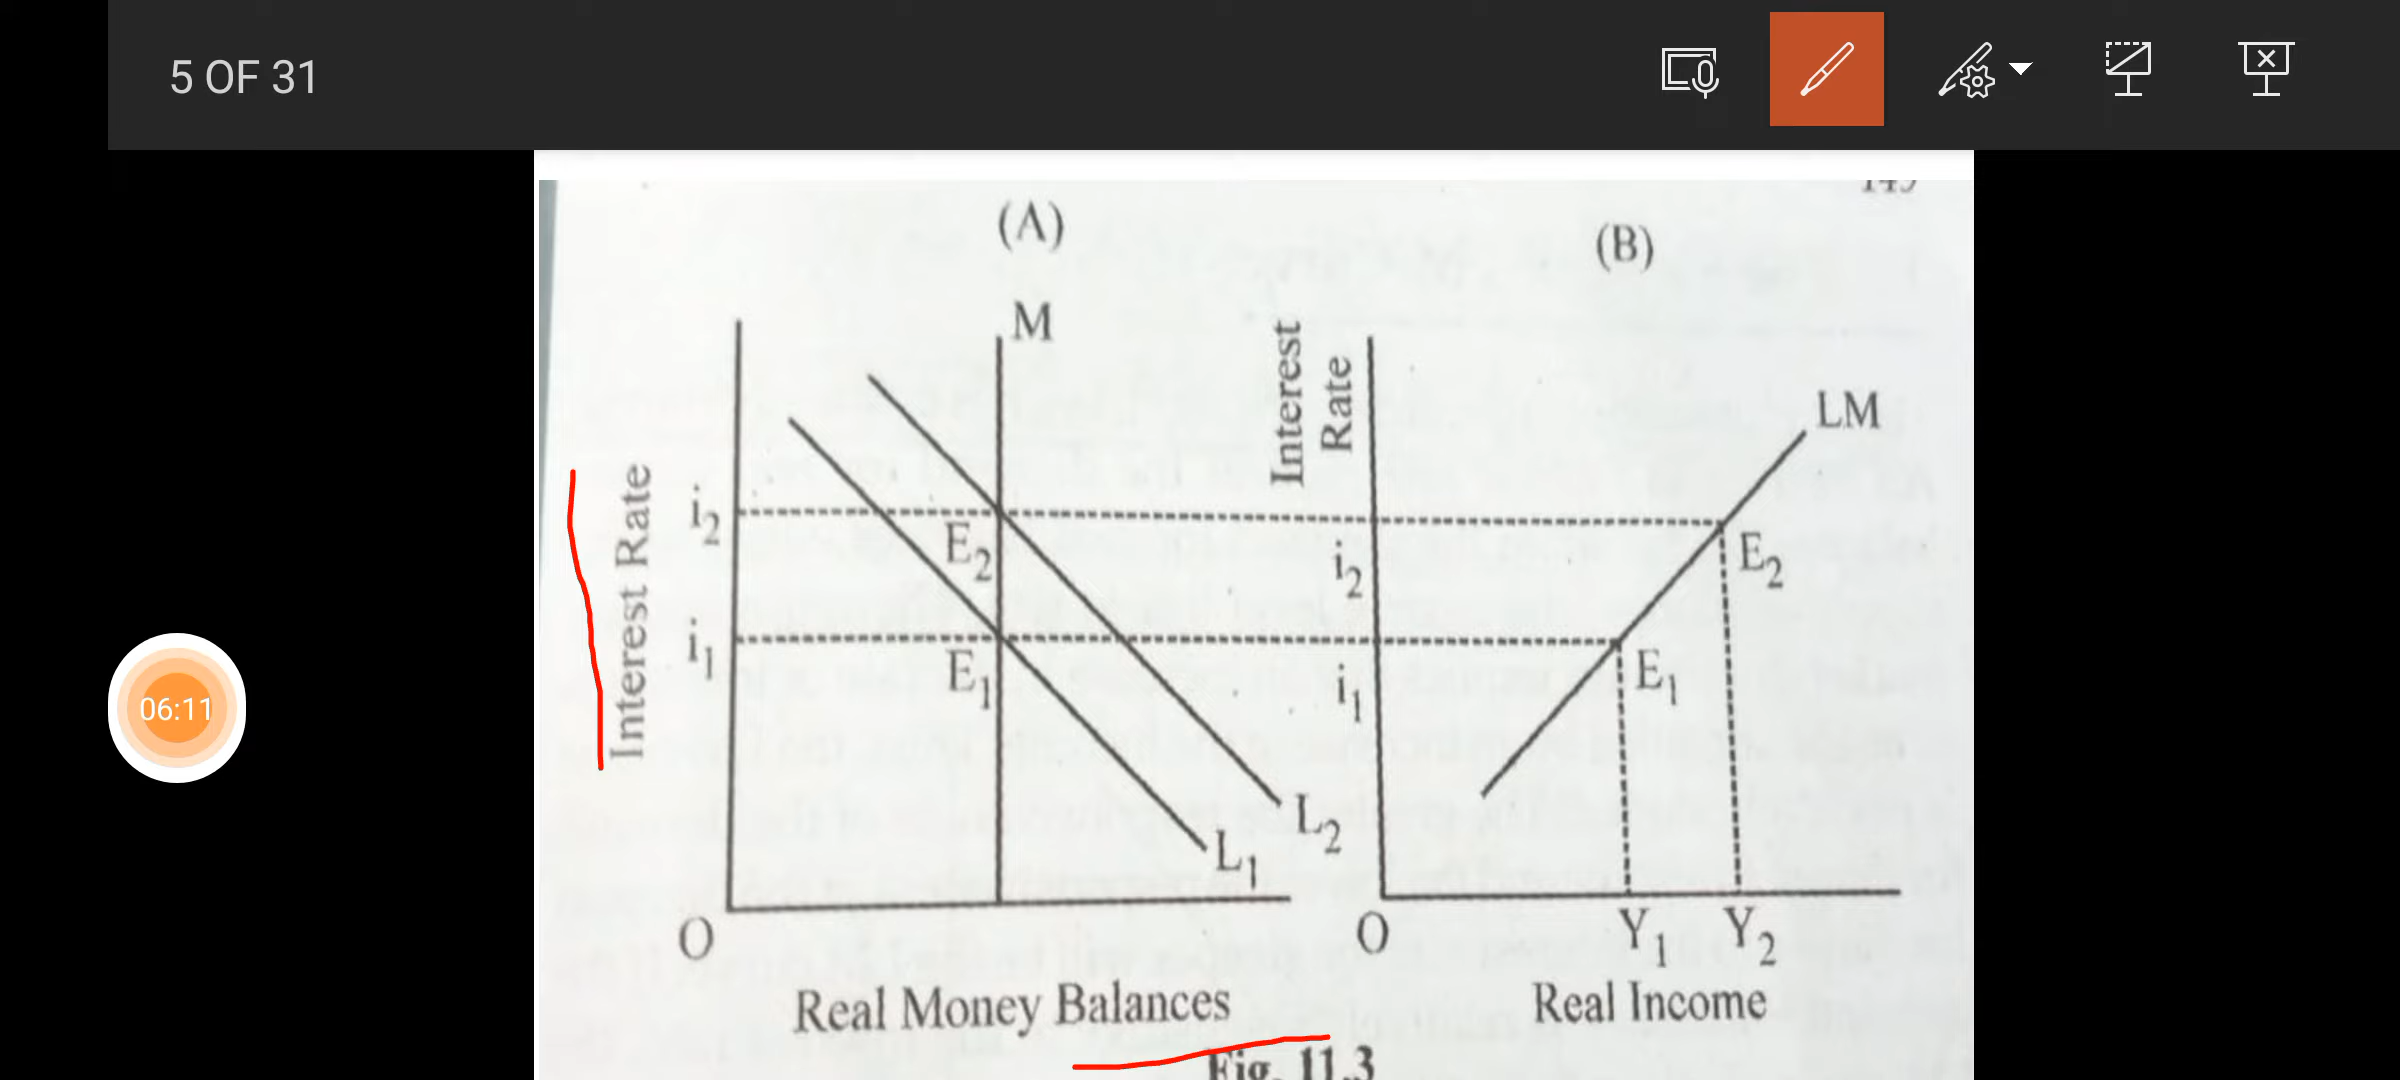 5 OF 31
(A)
(B)
M
Interest
Rate
LM
Interest Rate
i2
E2
i2
E2
i1
E1
i1
E1
L2
L1
O
O
Y1 Y2
Real Money Balances
Real Income
Fig. 11.3
06:11